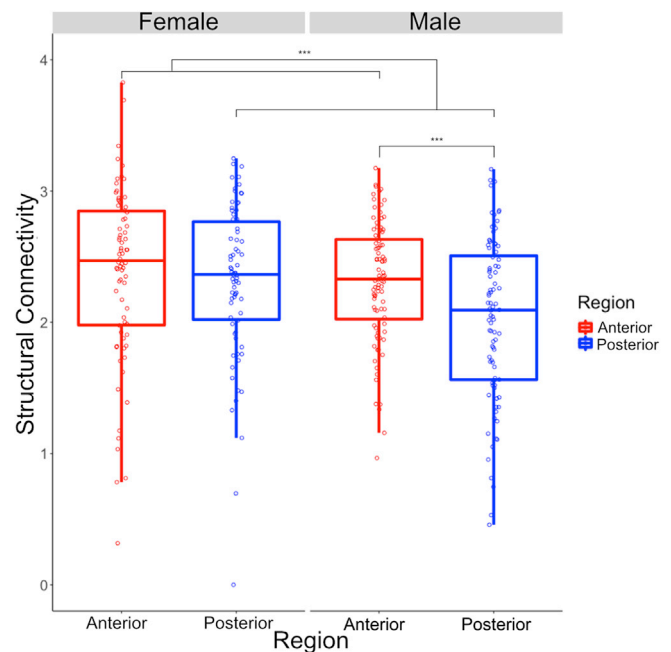 Female Male
***
***
4
3
2
1
0
Structural Connectivity
Anterior Posterior Anterior Posterior
Region
Region
Anterior
Posterior